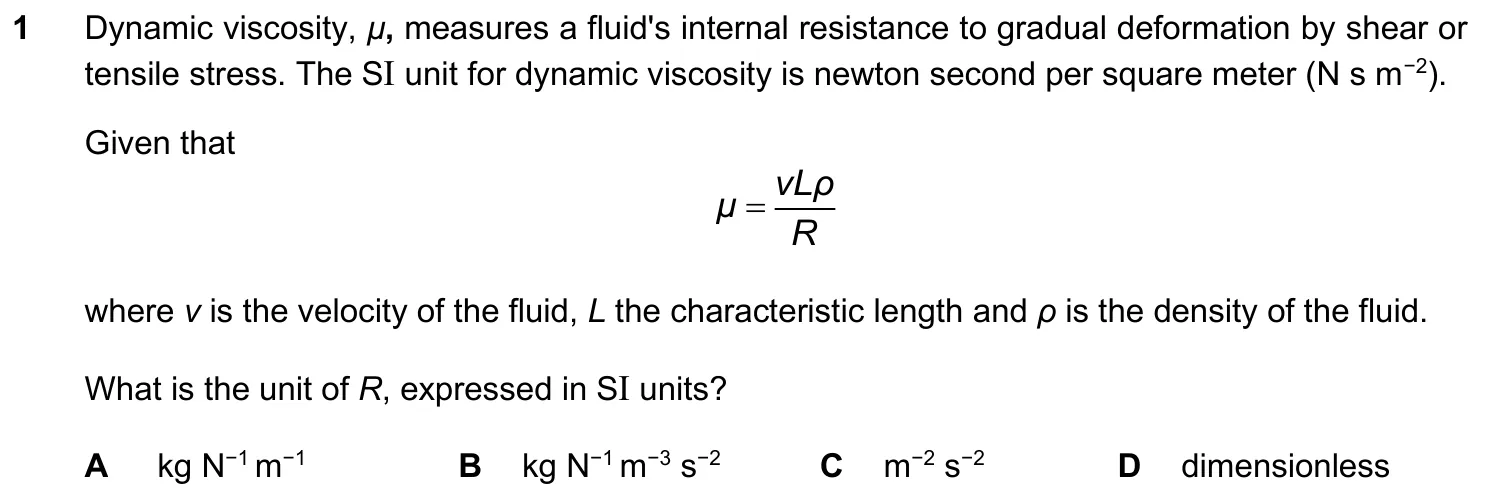 1 Dynamic viscosity, μ, measures a fluid's internal resistance to gradual deformation by shear or
tensile stress. The SI unit for dynamic viscosity is newton second per square meter (N s m⁻²).
Given that
μ = vLρ / R
where v is the velocity of the fluid, L the characteristic length and ρ is the density of the fluid.
What is the unit of R, expressed in SI units?
A kg N⁻¹ m⁻¹ B kg N⁻¹ m⁻³ s⁻² C m⁻² s⁻² D dimensionless